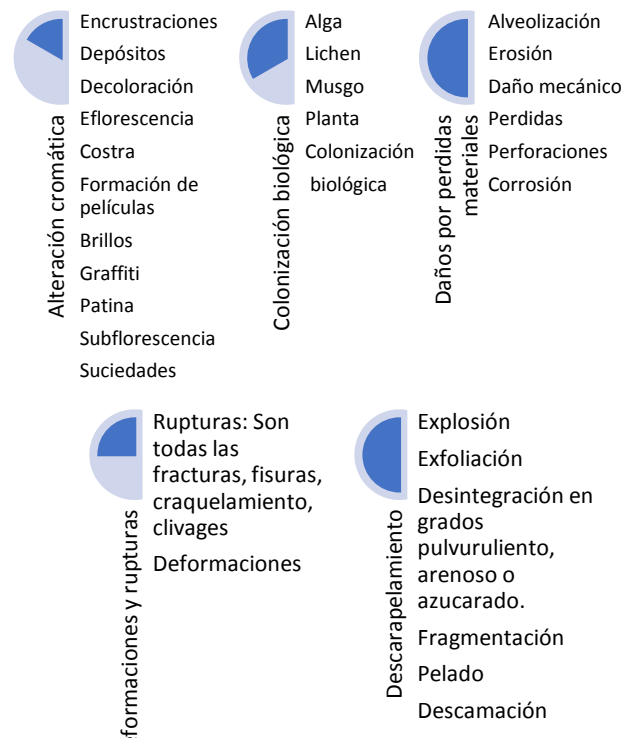 Alteración cromática
Encrustraciones
Depósitos
Decoloración
Eflorescencia
Costra
Formación de
películas
Brillos
Graffiti
Patina
Subflorescencia
Suciedades
Colonización biológica
Alga
Lichen
Musgo
Planta
Colonización
biológica
Daños por perdidas
materiales
Alveolización
Erosión
Daño mecánico
Perdidas
Perforaciones
Corrosión
formaciones y rupturas
Rupturas: Son
todas las
fracturas, fisuras,
craquelamiento,
clivages
Deformaciones
Descarapelamiento
Explosión
Exfoliación
Desintegración en
grados
pulvuruliento,
arenoso o
azucarado.
Fragmentación
Pelado
Descamación